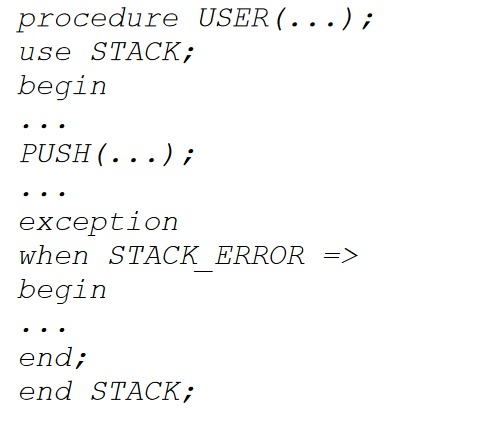 procedure USER(...);
use STACK;
begin
...
PUSH(...);
...
exception
when STACK_ERROR =>
begin
...
end;
end STACK;